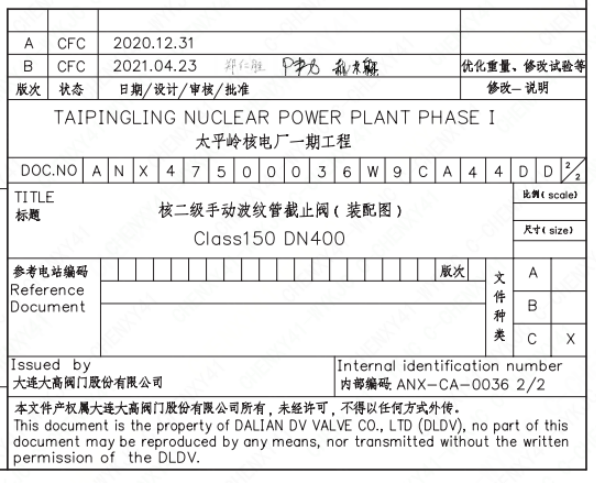 A CFC 2020.12.31
B CFC 2021.04.23 优化重量、修改试验等
版次 状态 日期/设计/审核/批准 修改—说明
TAIPINGLING NUCLEAR POWER PLANT PHASE I
太平岭核电厂一期工程
DOC.NO A N X 4 7 5 0 0 0 3 6 W 9 C A 4 4 D D 2/2
TITLE
标题
核二级手动波纹管截止阀(装配图)
Class150 DN400
比例(scale)
尺寸(size)
参考电站编码
Reference
Document
版次
文件种类
A
B
C X
Issued by
大连大高阀门股份有限公司
Internal identification number
内部编码 ANX-CA-0036 2/2
本文件产权属大连大高阀门股份有限公司所有，未经许可，不得以任何方式外传。
This document is the property of DALIAN DV VALVE CO., LTD (DLDV), no part of this
document may be reproduced by any means, nor transmitted without the written
permission of the DLDV.